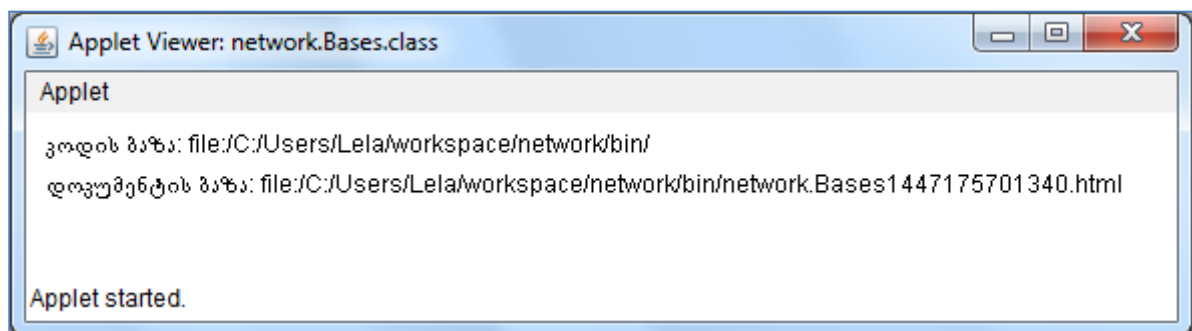 Applet Viewer: network.Bases.class
Applet
კოდის ბაზა: file:/C:/Users/Lela/workspace/network/bin/
დოკუმენტის ბაზა: file:/C:/Users/Lela/workspace/network/bin/network.Bases1447175701340.html
Applet started.